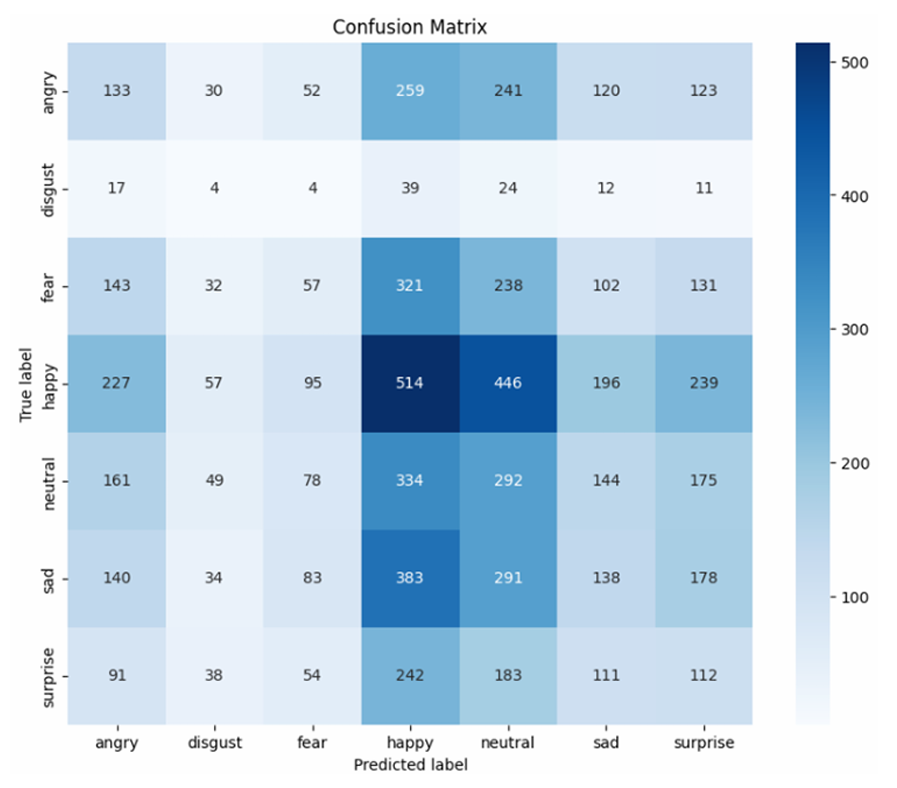 Confusion Matrix
angry 133 30 52 259 241 120 123
disgust 17 4 4 39 24 12 11
fear 143 32 57 321 238 102 131
happy 227 57 95 514 446 196 239
neutral 161 49 78 334 292 144 175
sad 140 34 83 383 291 138 178
surprise 91 38 54 242 183 111 112
angry disgust fear happy neutral sad surprise
Predicted label
True label
500
400
300
200
100